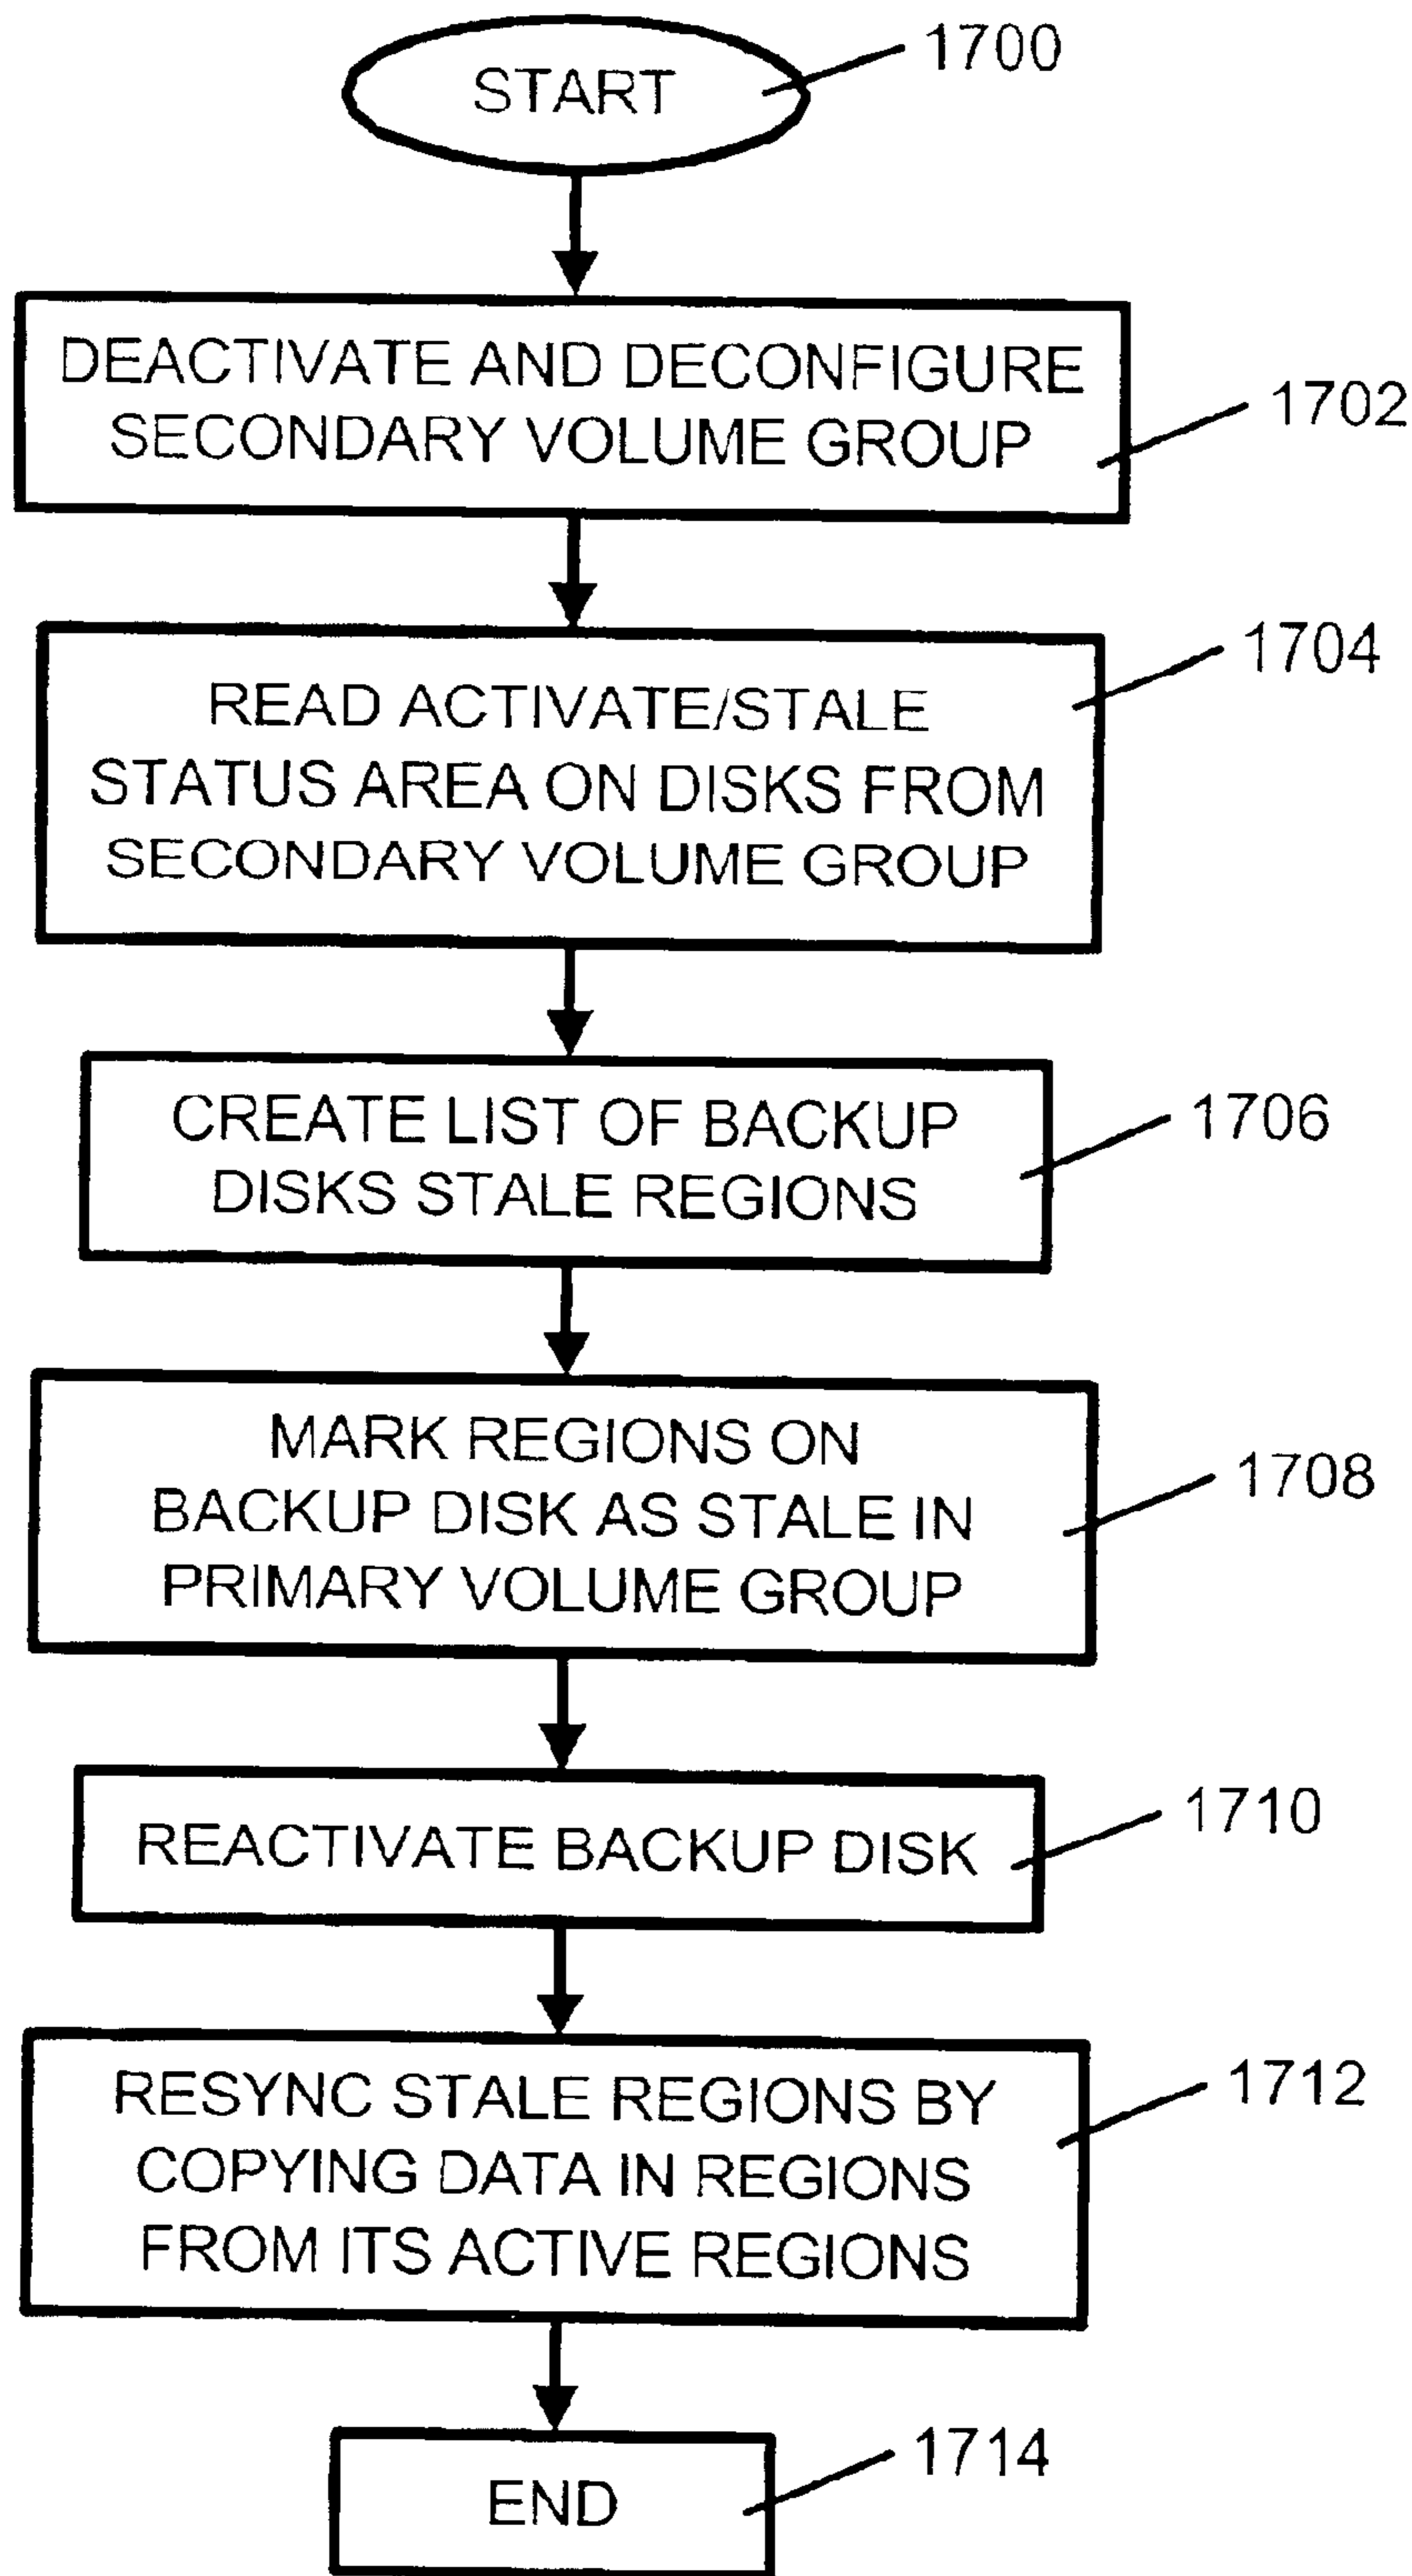 START
1700
DEACTIVATE AND DECONFIGURE
SECONDARY VOLUME GROUP
1702
READ ACTIVATE/STALE
STATUS AREA ON DISKS FROM
SECONDARY VOLUME GROUP
1704
CREATE LIST OF BACKUP
DISKS STALE REGIONS
1706
MARK REGIONS ON
BACKUP DISK AS STALE IN
PRIMARY VOLUME GROUP
1708
REACTIVATE BACKUP DISK
1710
RESYNC STALE REGIONS BY
COPYING DATA IN REGIONS
FROM ITS ACTIVE REGIONS
1712
END
1714